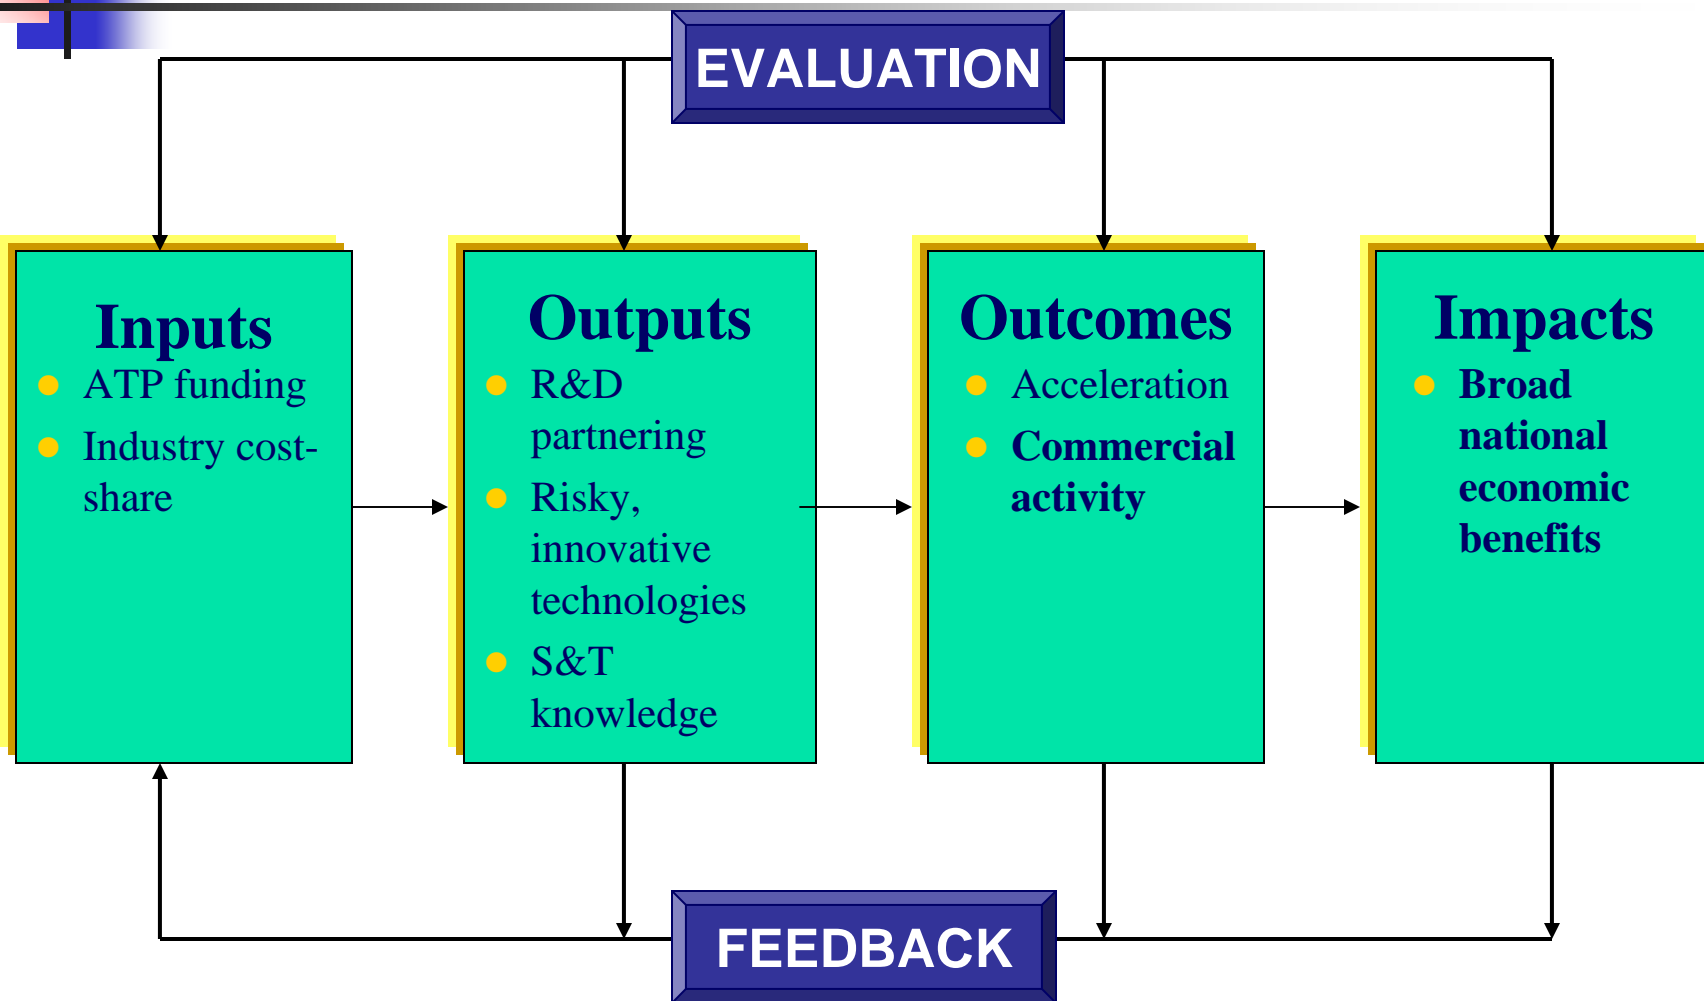 EVALUATION
Inputs
ATP funding
Industry cost-
share
Outputs
R&D
partnering
Risky,
innovative
technologies
S&T
knowledge
Outcomes
Acceleration
Commercial
activity
Impacts
Broad
national
economic
benefits
FEEDBACK